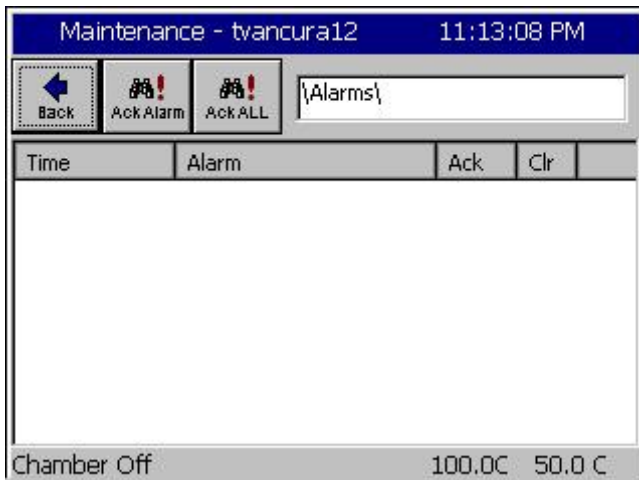 Maintenance - tvancura12 11:13:08 PM
Back Ack Alarm Ack ALL \Alarms\
Time Alarm Ack Clr
Chamber Off 100.0C 50.0 C